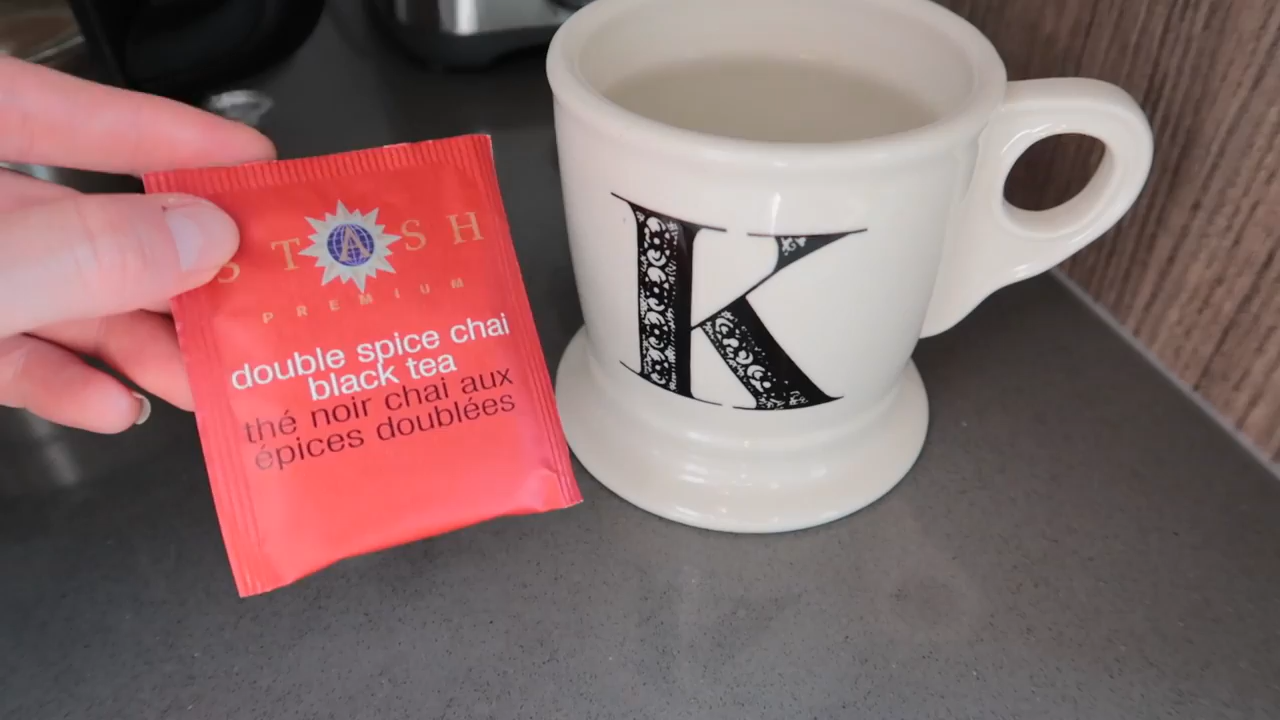 STASH
PREMIUM
double spice chai
black tea
thé noir chai aux
épices doublées
K